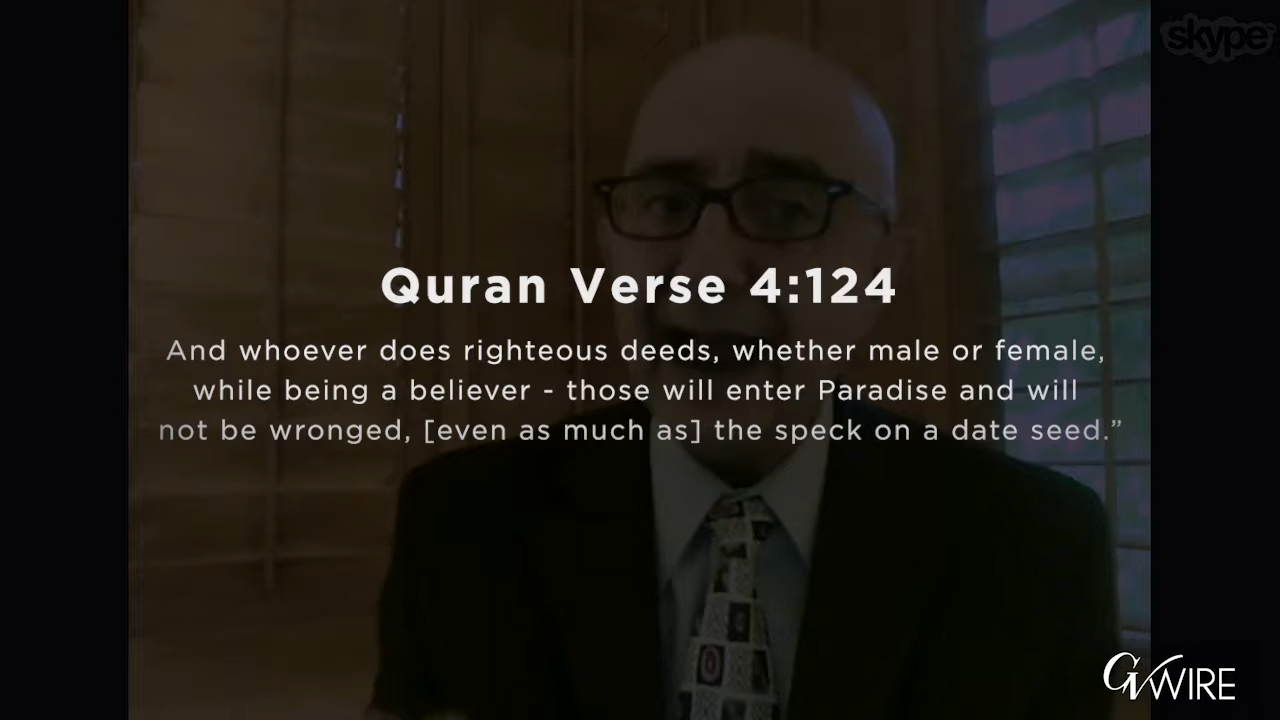 skype
Quran Verse 4:124
And whoever does righteous deeds, whether male or female,
while being a believer - those will enter Paradise and will
not be wronged, [even as much as] the speck on a date seed.”
GVWIRE